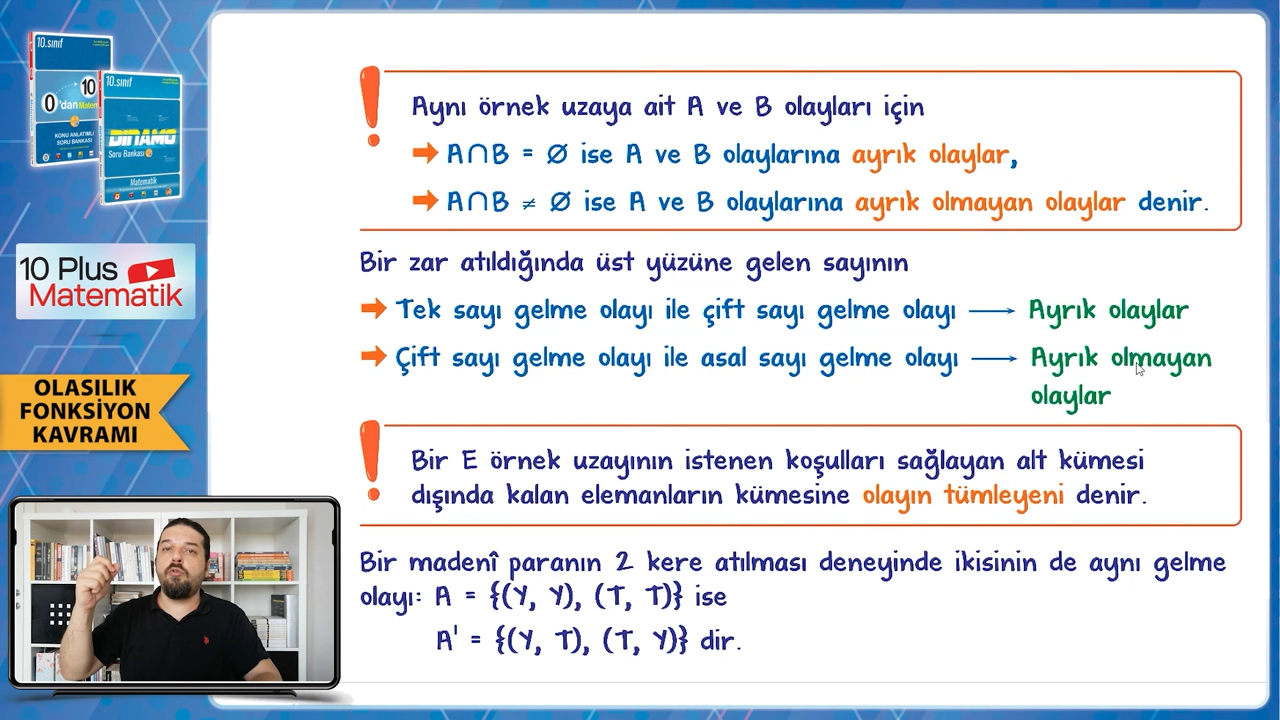 10.sınıf
0'dan 10
Matem
KONU ANLATIMLI
SORU BANKASI
10.sınıf
DİNAMO
Soru Bankası
Matematik
10 Plus
Matematik
OLASILIK
FONKSİYON
KAVRAMI
Aynı örnek uzaya ait A ve B olayları için
➡ A∩B = Ø ise A ve B olaylarına ayrık olaylar,
➡ A∩B ≠ Ø ise A ve B olaylarına ayrık olmayan olaylar denir.
Bir zar atıldığında üst yüzüne gelen sayının
➡ Tek sayı gelme olayı ile çift sayı gelme olayı ⟶ Ayrık olaylar
➡ Çift sayı gelme olayı ile asal sayı gelme olayı ⟶ Ayrık olmayan
olaylar
Bir E örnek uzayının istenen koşulları sağlayan alt kümesi
dışında kalan elemanların kümesine olayın tümleyeni denir.
Bir madenî paranın 2 kere atılması deneyinde ikisinin de aynı gelme
olayı: A = {(Y, Y), (T, T)} ise
A' = {(Y, T), (T, Y)} dir.